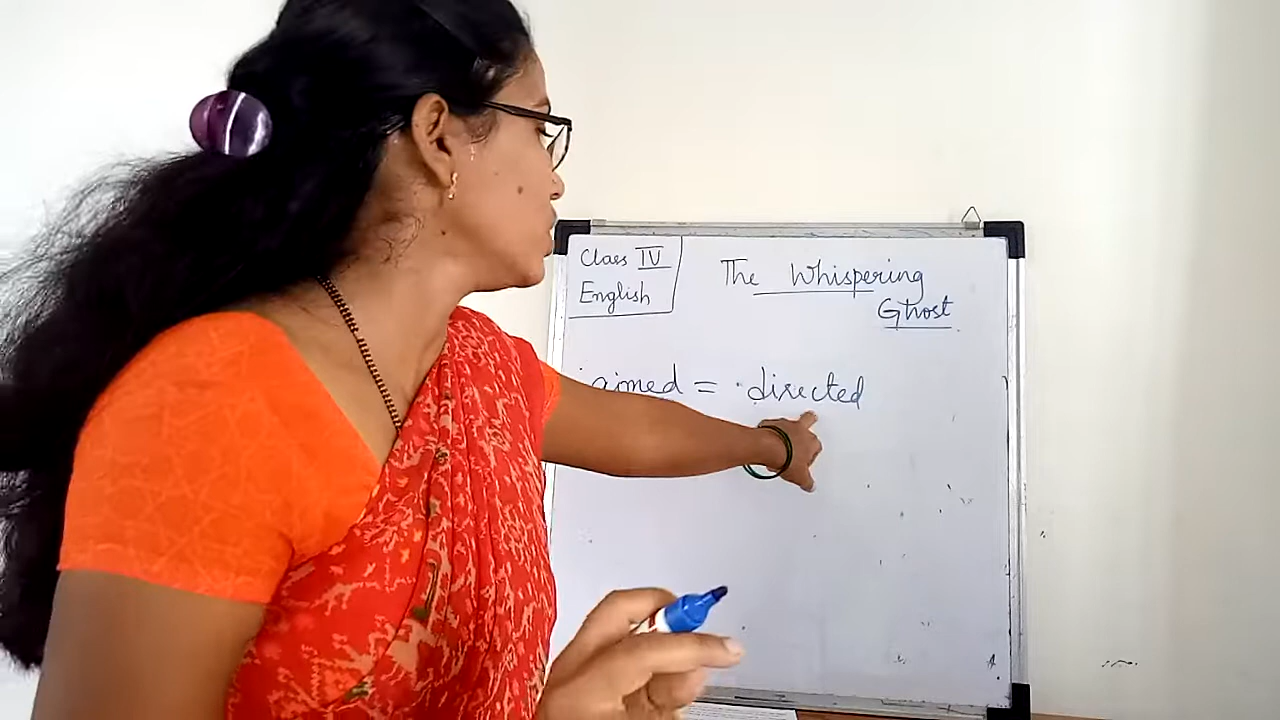 Class IV
English
The Whispering
Ghost
aimed = directed